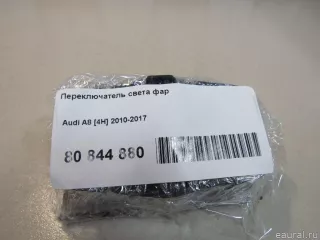 Переключатель света фар
Audi A8 [4H] 2010-2017
80 844 880
© eaural.ru